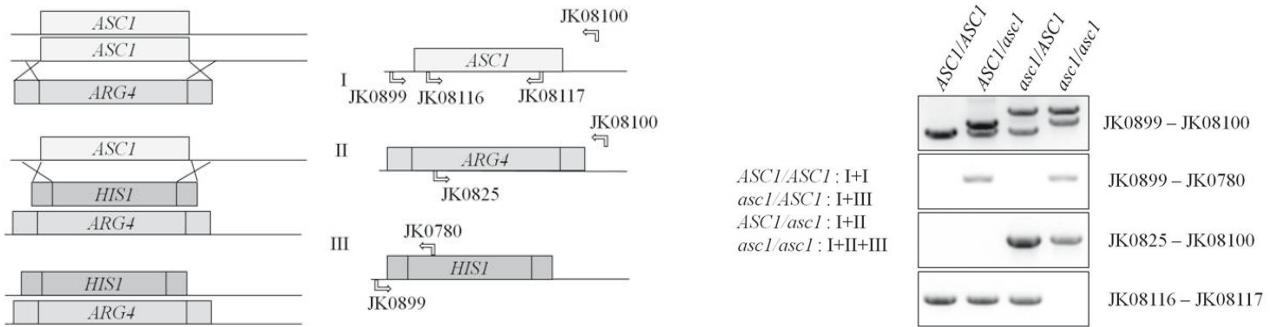 ASC1
ASC1
ARG4
ASC1
HIS1
ARG4
HIS1
ARG4
JK08100
ASC1
I
JK0899
JK08116
JK08117
JK08100
II
ARG4
JK0825
III
JK0780
HIS1
JK0899
ASC1/ASC1 : I+I
asc1/ASC1 : I+III
ASC1/asc1 : I+II
asc1/asc1 : I+II+III
ASC1/ASC1
ASC1/asc1
asc1/ASC1
asc1/asc1
JK0899 – JK08100
JK0899 – JK0780
JK0825 – JK08100
JK08116 – JK08117